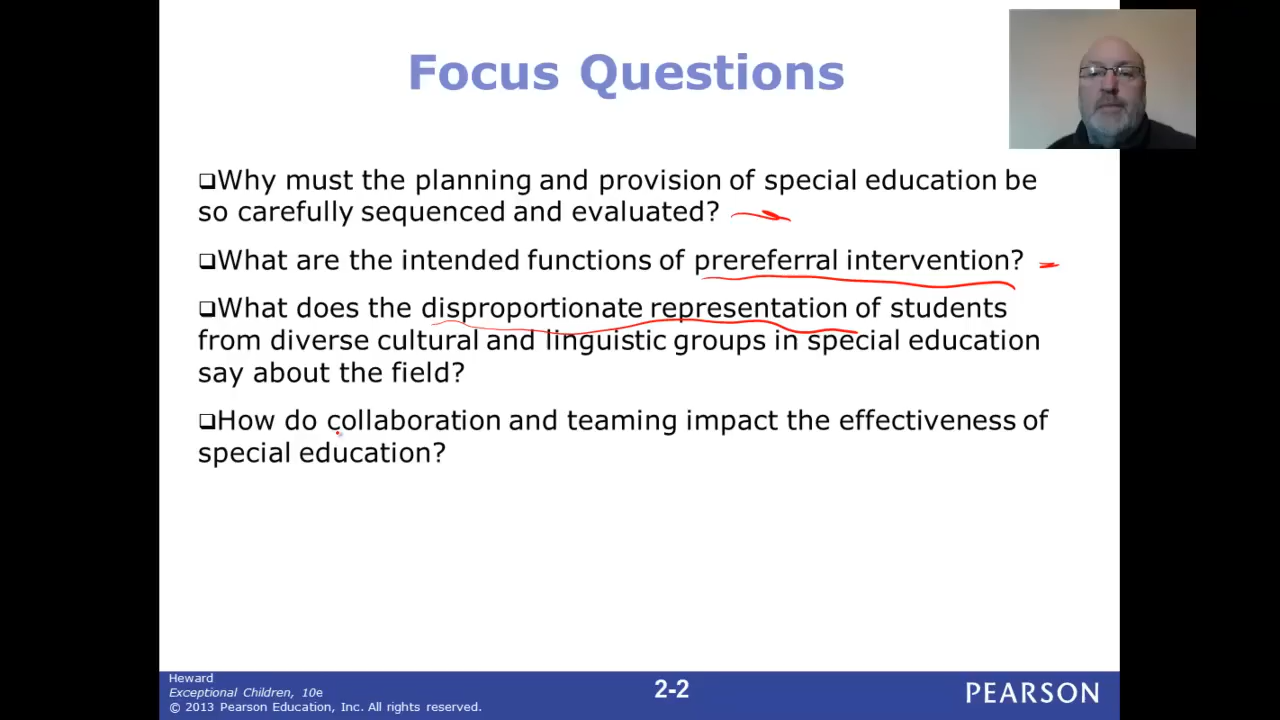 Focus Questions
❑Why must the planning and provision of special education be
so carefully sequenced and evaluated?
❑What are the intended functions of prereferral intervention?
❑What does the disproportionate representation of students
from diverse cultural and linguistic groups in special education
say about the field?
❑How do collaboration and teaming impact the effectiveness of
special education?
Heward
Exceptional Children, 10e
© 2013 Pearson Education, Inc. All rights reserved.
2-2
PEARSON